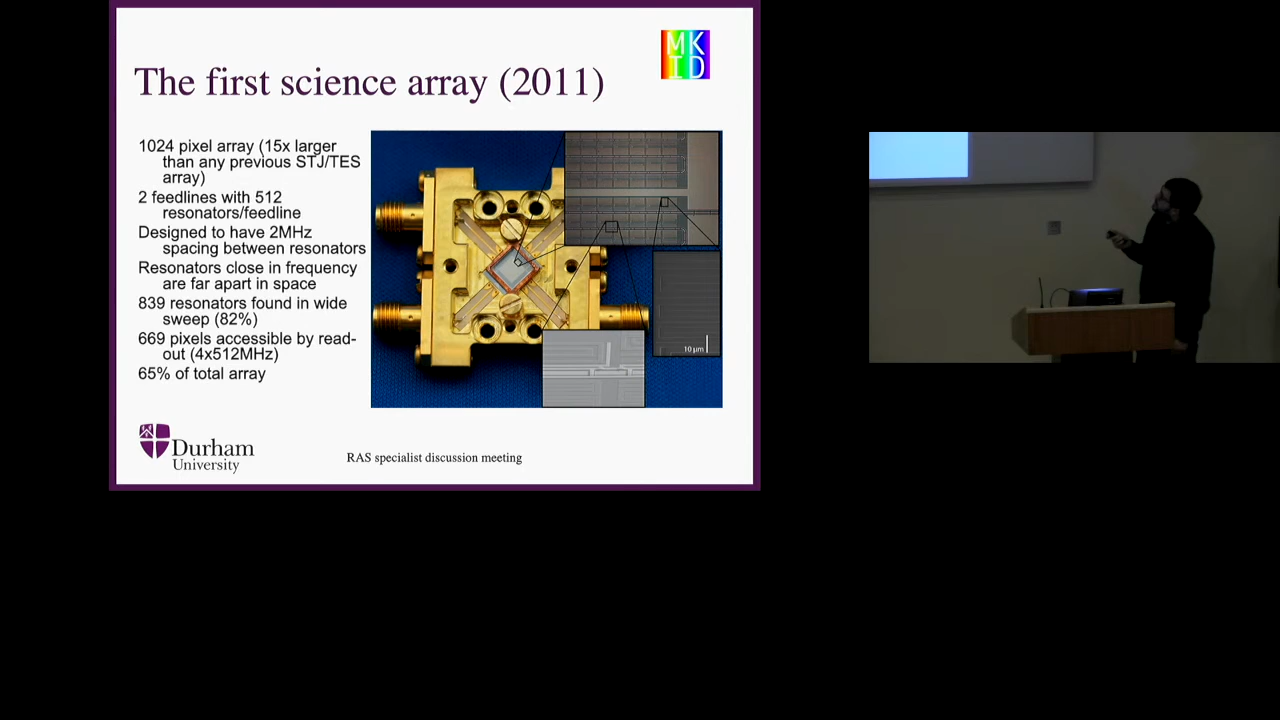 MK
ID
The first science array (2011)
1024 pixel array (15x larger
than any previous STJ/TES
array)
2 feedlines with 512
resonators/feedline
Designed to have 2MHz
spacing between resonators
Resonators close in frequency
are far apart in space
839 resonators found in wide
sweep (82%)
669 pixels accessible by read-
out (4x512MHz)
65% of total array
10 µm
Durham
University
RAS specialist discussion meeting